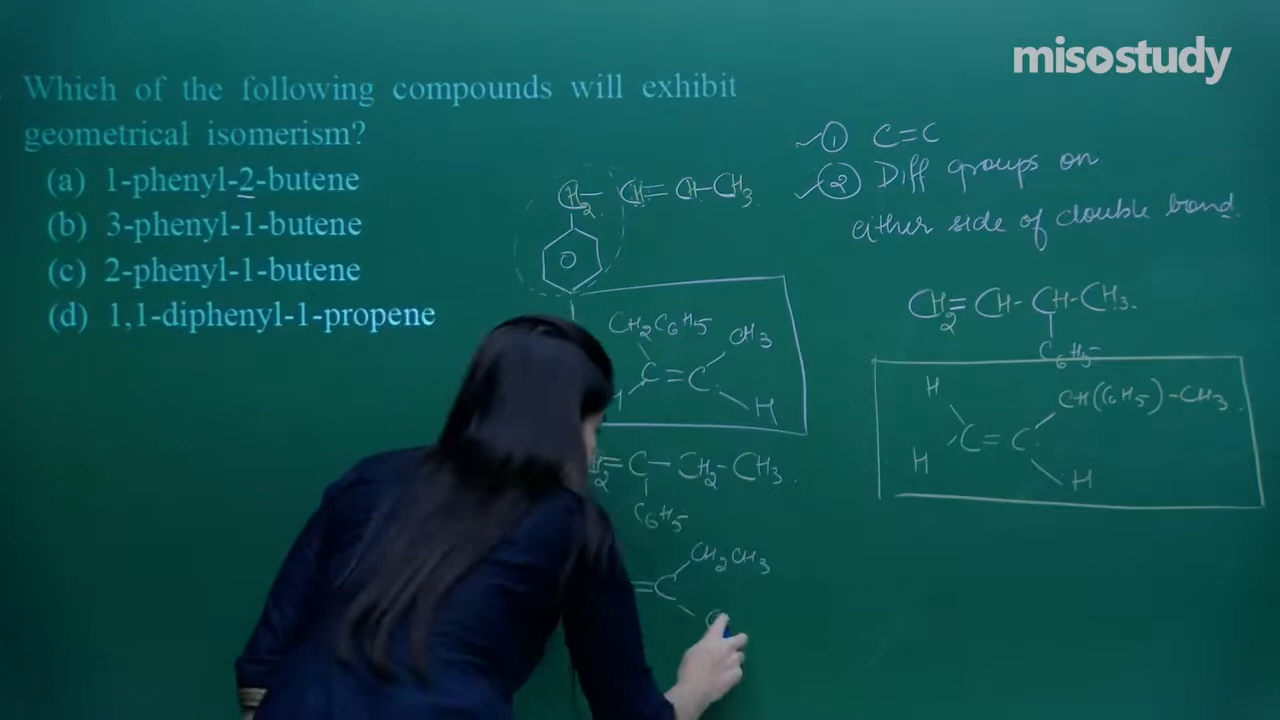 misostudy
Which of the following compounds will exhibit
geometrical isomerism?
(a) 1-phenyl-2-butene
(b) 3-phenyl-1-butene
(c) 2-phenyl-1-butene
(d) 1,1-diphenyl-1-propene
CH2-CH=CH-CH3
CH2C6H5
CH3
C=C
H
=C-CH2-CH3
C6H5
CH2CH3
=C
① C=C
② Diff groups on
either side of double bond
CH2=CH-CH-CH3
C6H5
H
CH(C6H5)-CH3
C=C
H
H